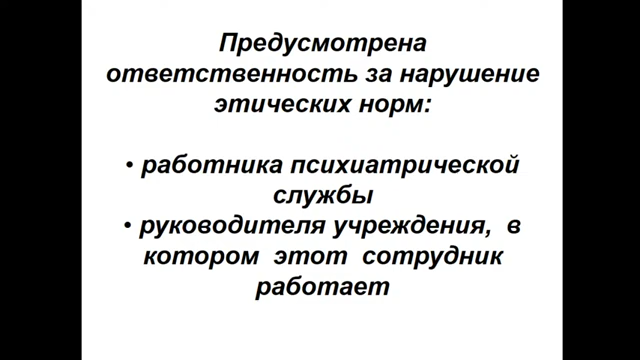 Предусмотрена
ответственность за нарушение
этических норм:
• работника психиатрической
службы
• руководителя учреждения, в
котором этот сотрудник
работает